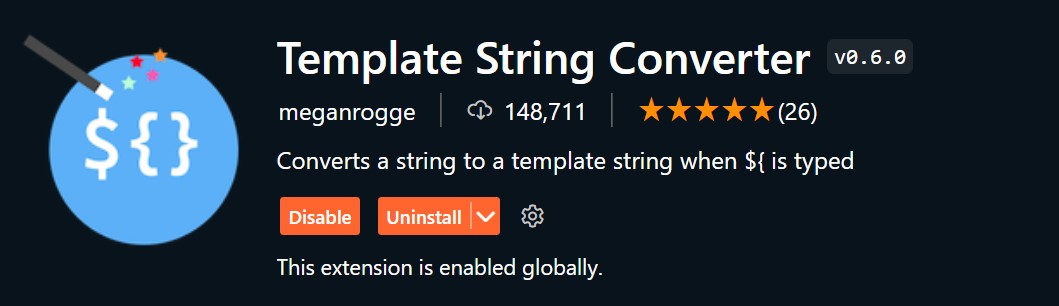 ${}
Template String Converter v0.6.0
meganrogge 148,711 ★★★★★(26)
Converts a string to a template string when ${ is typed
Disable Uninstall
This extension is enabled globally.